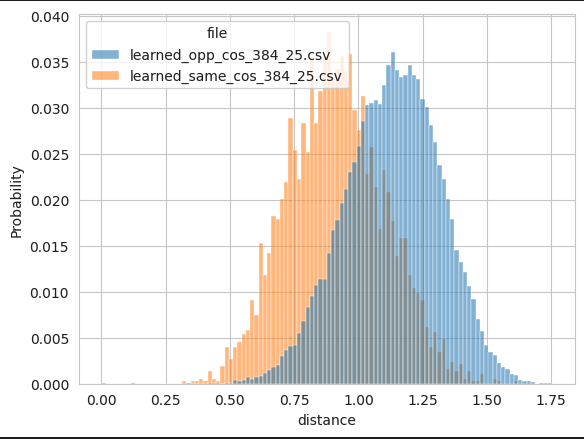 file
learned_opp_cos_384_25.csv
learned_same_cos_384_25.csv
0.040
0.035
0.030
0.025
0.020
0.015
0.010
0.005
0.000
Probability
0.00 0.25 0.50 0.75 1.00 1.25 1.50 1.75
distance